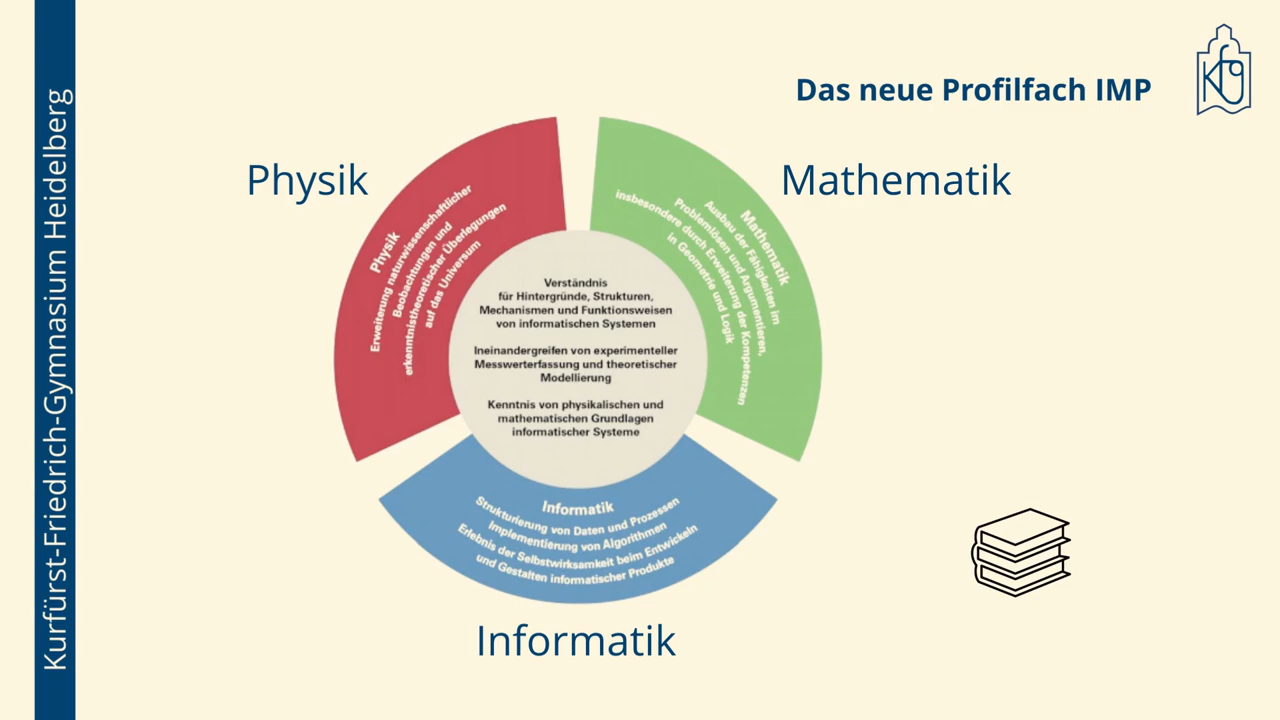 Kurfürst-Friedrich-Gymnasium Heidelberg
Das neue Profilfach IMP
Kfg
Physik
Mathematik
Physik
Erweiterung naturwissenschaftlicher
Beobachtungen und
erkenntnistheoretischer Überlegungen
auf das Universum
Mathematik
Ausbau der Fähigkeiten im
Problemlösen und Argumentieren,
insbesondere durch Erweiterung der Kompetenzen
in Geometrie und Logik
Verständnis
für Hintergründe, Strukturen,
Mechanismen und Funktionsweisen
von informatischen Systemen
Ineinandergreifen von experimenteller
Messwerterfassung und theoretischer
Modellierung
Kenntnis von physikalischen und
mathematischen Grundlagen
informatischer Systeme
Informatik
Strukturierung von Daten und Prozessen
Implementierung von Algorithmen
Erlebnis der Selbstwirksamkeit beim Entwickeln
und Gestalten informatischer Produkte
Informatik